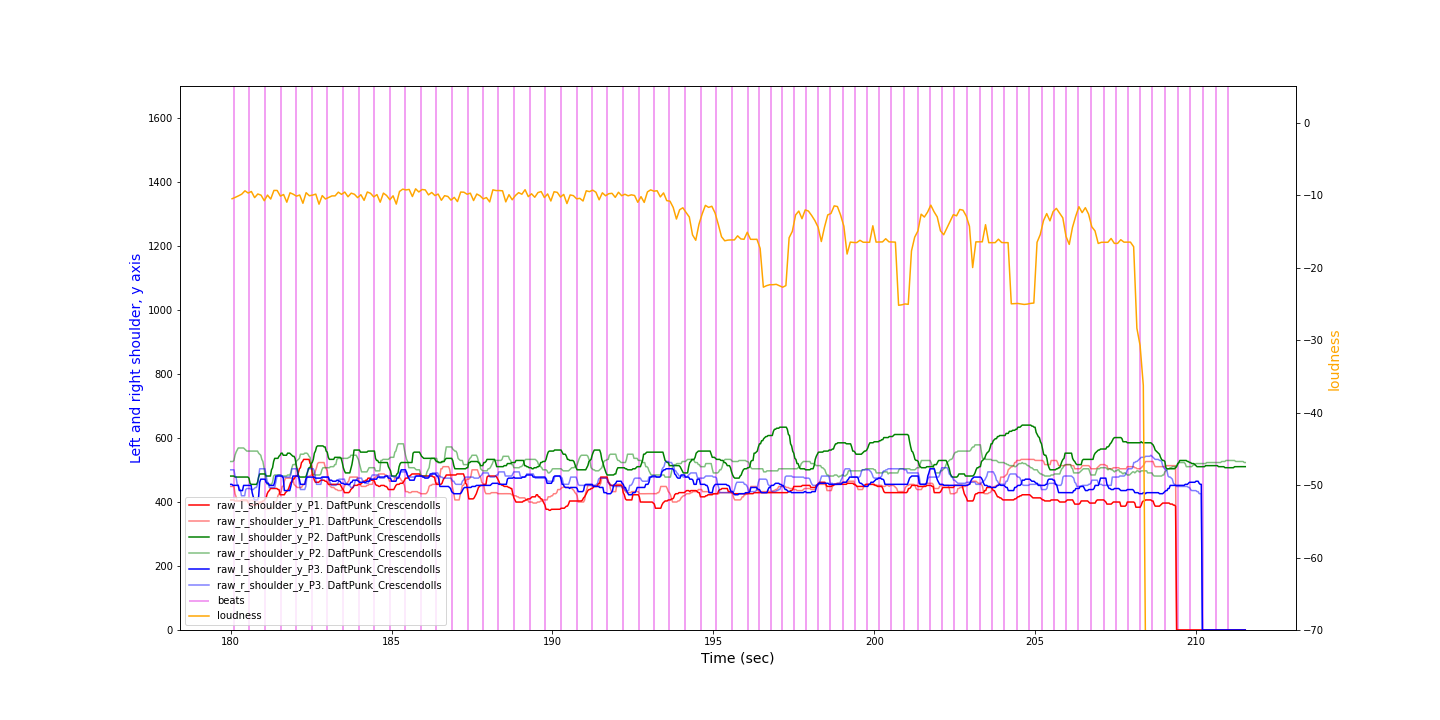 1600
1400
1200
1000
800
600
400
200
0
Left and right shoulder, y axis
0
−10
−20
−30
−40
−50
−60
−70
loudness
raw_l_shoulder_y_P1. DaftPunk_Crescendolls
raw_r_shoulder_y_P1. DaftPunk_Crescendolls
raw_l_shoulder_y_P2. DaftPunk_Crescendolls
raw_r_shoulder_y_P2. DaftPunk_Crescendolls
raw_l_shoulder_y_P3. DaftPunk_Crescendolls
raw_r_shoulder_y_P3. DaftPunk_Crescendolls
beats
loudness
180 185 190 195 200 205 210
Time (sec)